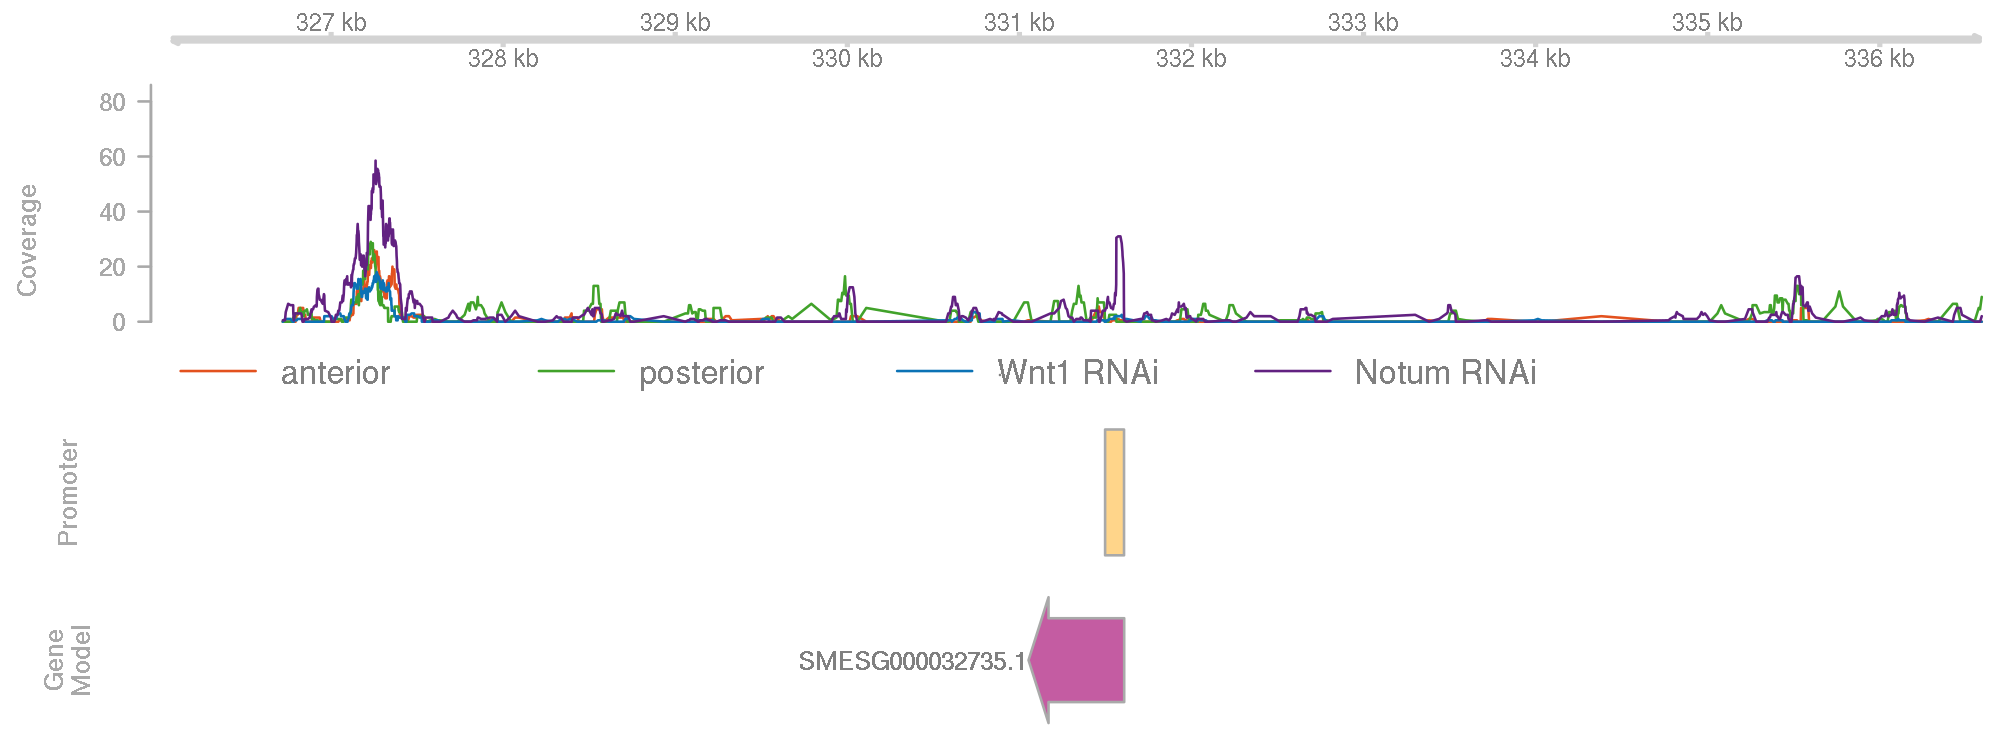 327 kb 329 kb 331 kb 333 kb 335 kb
328 kb 330 kb 332 kb 334 kb 336 kb
80
60
40
20
0
Coverage
anterior posterior Wnt1 RNAi Notum RNAi
Promoter
Gene
Model
SMESG000032735.1